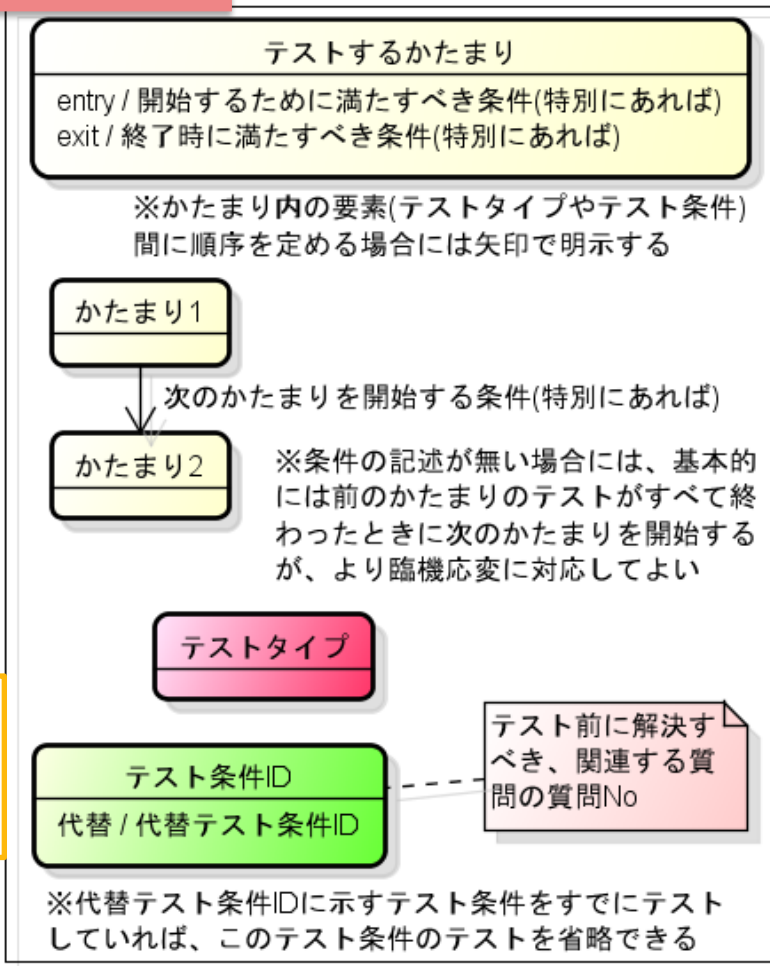 テストするかたまり
entry / 開始するために満たすべき条件(特別にあれば)
exit / 終了時に満たすべき条件(特別にあれば)
※かたまり内の要素(テストタイプやテスト条件)
間に順序を定める場合には矢印で明示する
かたまり1
次のかたまりを開始する条件(特別にあれば)
かたまり2
※条件の記述が無い場合には、基本的
には前のかたまりのテストがすべて終
わったときに次のかたまりを開始する
が、より臨機応変に対応してよい
テストタイプ
テスト前に解決す
べき、関連する質
問の質問No
テスト条件ID
代替 / 代替テスト条件ID
※代替テスト条件IDに示すテスト条件をすでにテスト
していれば、このテスト条件のテストを省略できる